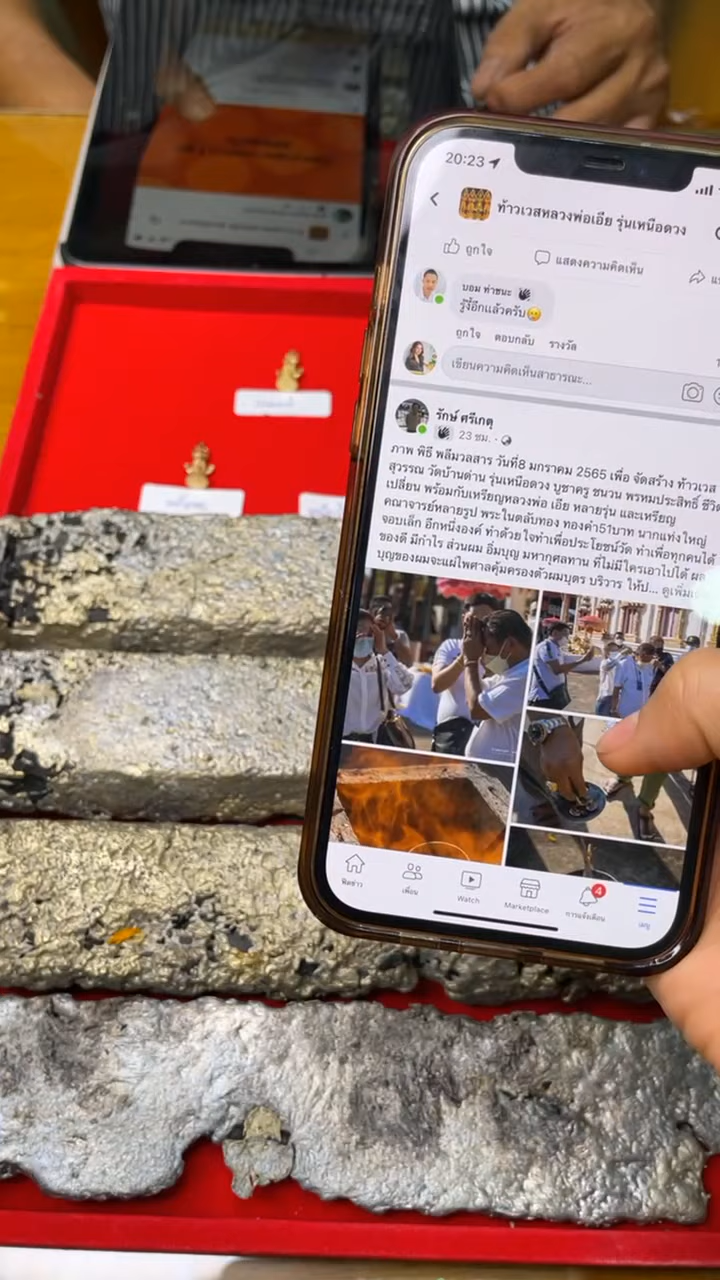 20:23
ท้าวเวสหลวงพ่อเอีย รุ่นเหนือดวง
ถูกใจ
แสดงความคิดเห็น
บอม ท่าชนะ
รู้งี้อีกแล้วครับ😢
ถูกใจ ตอบกลับ รางวัล
เขียนความคิดเห็นสาธารณะ...
รักษ์ ศรีเกตุ
23 ชม.
ภาพ พิธี พลีมวลสาร วันที่8 มกราคม 2565 เพื่อ จัดสร้าง ท้าวเวส
สุวรรณ วัดบ้านด่าน รุ่นเหนือดวง บูชาครู ชนวน พรหมประสิทธิ์ ชีวิต
เปลี่ยน พร้อมกับเหรียญหลวงพ่อ เอีย หลายรุ่น และเหรียญ
คณาจารย์หลายรูป พระในตลับทอง ทองคำ51บาท นากแท่งใหญ่
จอบเล็ก อีกหนึ่งองค์ ทำด้วยใจทำเพื่อประโยชน์วัด ทำเพื่อทุกคนได้
ของดี มีกำไร ส่วนผม อิ่มบุญ มหากุศลทาน ที่ไม่มีใครเอาไปได้ ผล
บุญของผมจะแผ่ไพศาลคุ้มครองตัวผมบุตร บริวาร ให้ป... ดูเพิ่ม
ฟีดข่าว
เพื่อน
Watch
Marketplace
4
การแจ้งเตือน
เมนู